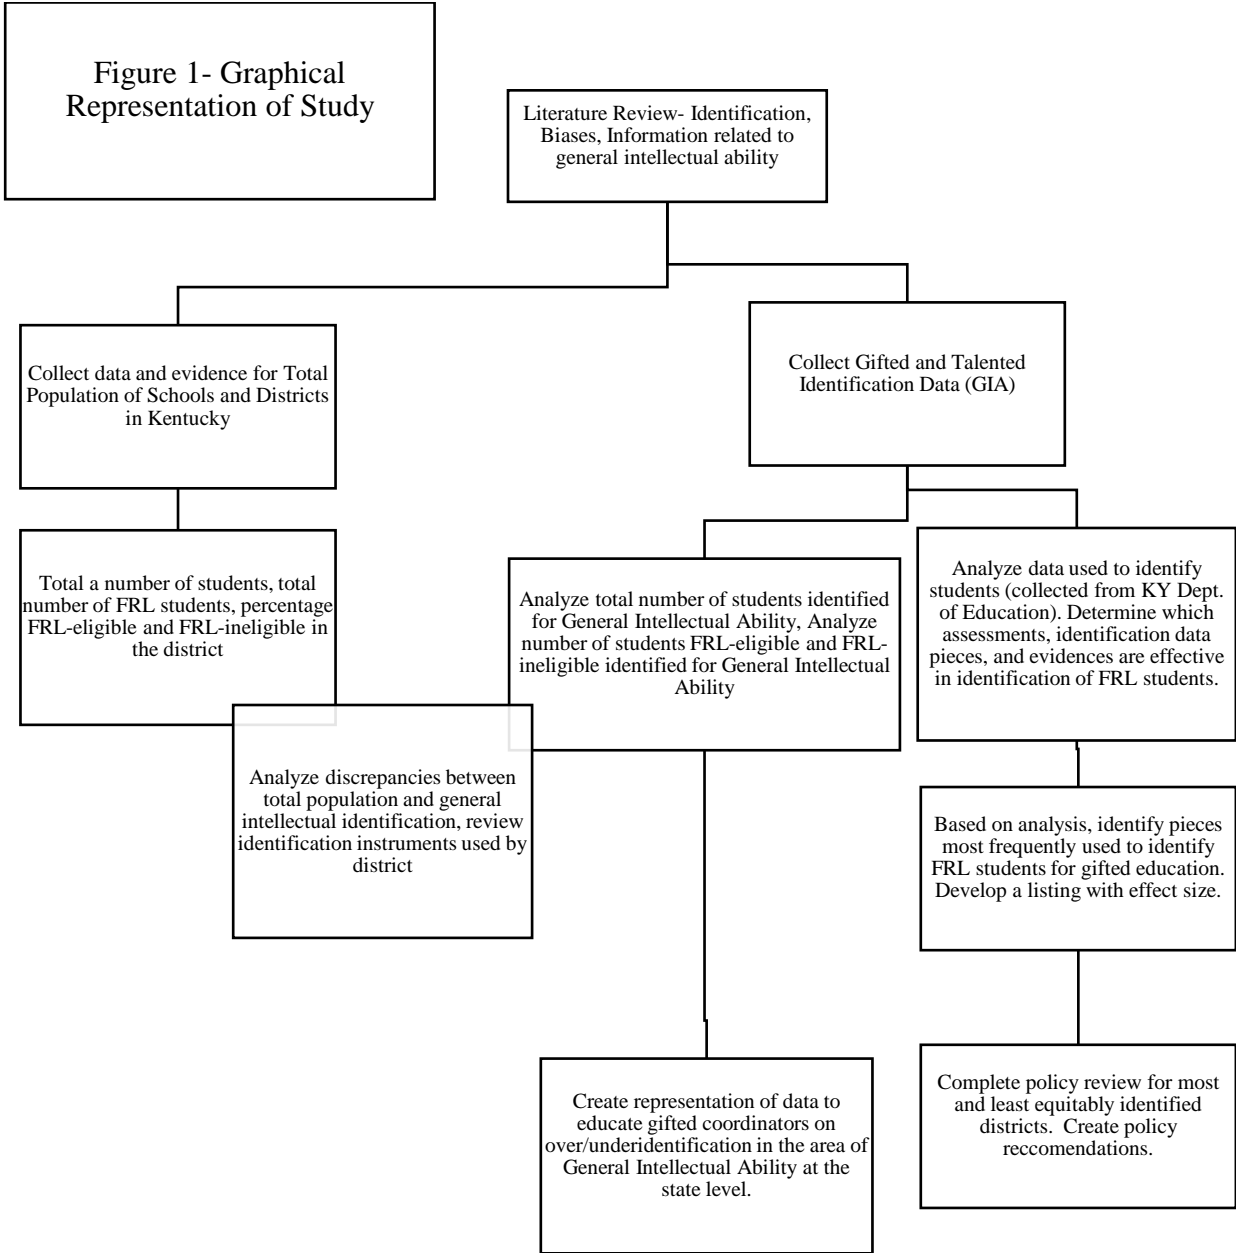 Figure 1- Graphical
Representation of Study
Literature Review- Identification,
Biases, Information related to
general intellectual ability
Collect data and evidence for Total
Population of Schools and Districts
in Kentucky
Collect Gifted and Talented
Identification Data (GIA)
Total a number of students, total
number of FRL students, percentage
FRL-eligible and FRL-ineligible in
the district
Analyze total number of students identified
for General Intellectual Ability, Analyze
number of students FRL-eligible and FRL-
ineligible identified for General Intellectual
Ability
Analyze data used to identify
students (collected from KY Dept.
of Education). Determine which
assessments, identification data
pieces, and evidences are effective
in identification of FRL students.
Analyze discrepancies between
total population and general
intellectual identification, review
identification instruments used by
district
Based on analysis, identify pieces
most frequently used to identify
FRL students for gifted education.
Develop a listing with effect size.
Create representation of data to
educate gifted coordinators on
over/underidentification in the area of
General Intellectual Ability at the
state level.
Complete policy review for most
and least equitably identified
districts.  Create policy
reccomendations.